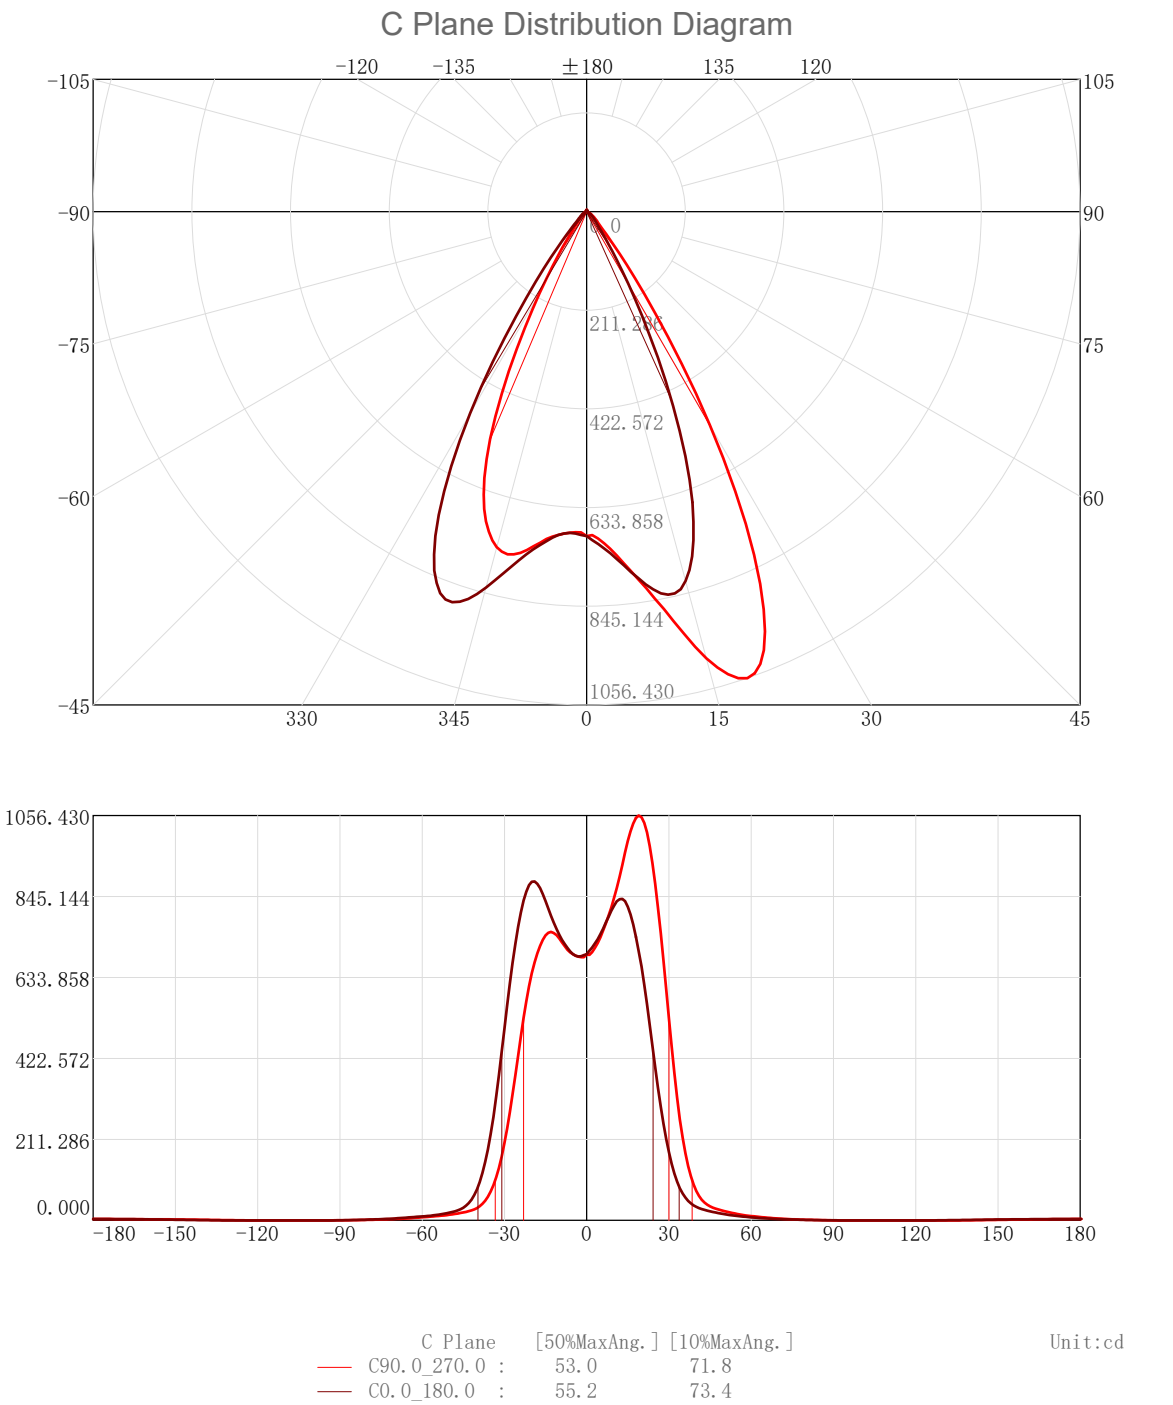 C Plane Distribution Diagram
-120 -135 ±180 135 120
-105 105
-90 90
0.0
211.286
-75 75
422.572
-60 60
633.858
845.144
1056.430
-45 330 345 0 15 30 45
1056.430
845.144
633.858
422.572
211.286
0.000
-180 -150 -120 -90 -60 -30 0 30 60 90 120 150 180
C Plane [50%MaxAng.] [10%MaxAng.] Unit:cd
C90.0_270.0 : 53.0 71.8
C0.0_180.0 : 55.2 73.4